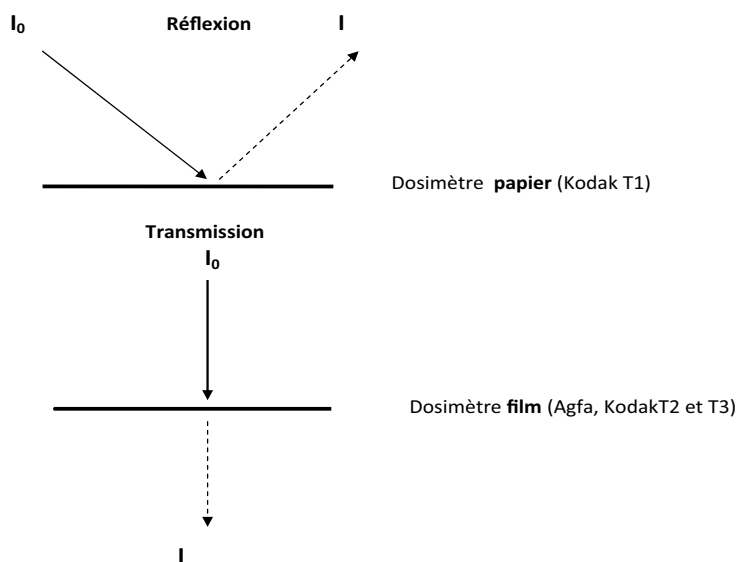 I₀ Réflexion I
Dosimètre papier (Kodak T1)
Transmission
I₀
Dosimètre film (Agfa, KodakT2 et T3)
I